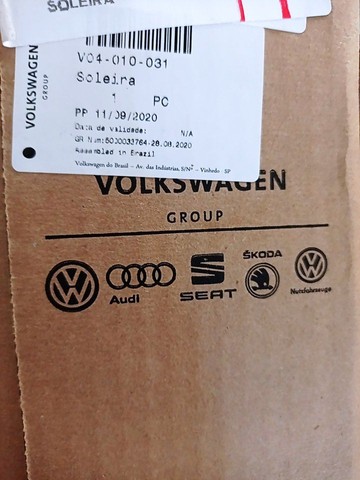 SOLEIRA
VOLKSWAGEN
GROUP
V04-010-031
Soleira
1 PC
PP 11/09/2020
Data de validade: N/A
GR Num:5000033764-28.08.2020
Assembled in Brazil
Volkswagen do Brasil - Av. das Indústrias, S/Nº - Vinhedo - SP
VOLKSWAGEN
GROUP
Audi
SEAT
ŠKODA
Nutzfahrzeuge